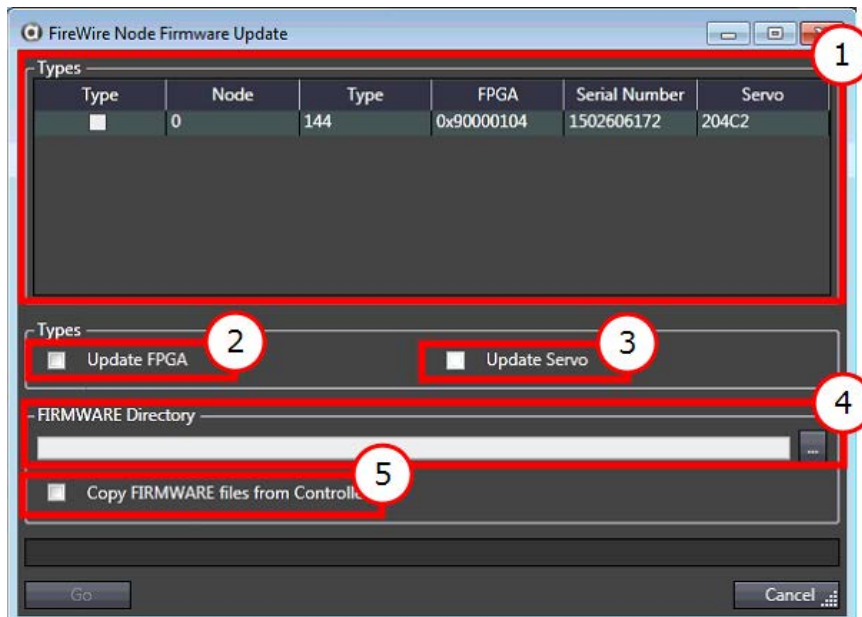 FireWire Node Firmware Update
1
Types
Type Node Type FPGA Serial Number Servo
0 144 0x90000104 1502606172 204C2
Types
2
3
Update FPGA Update Servo
4
FIRMWARE Directory
...
5
Copy FIRMWARE files from Controlle
Go Cancel